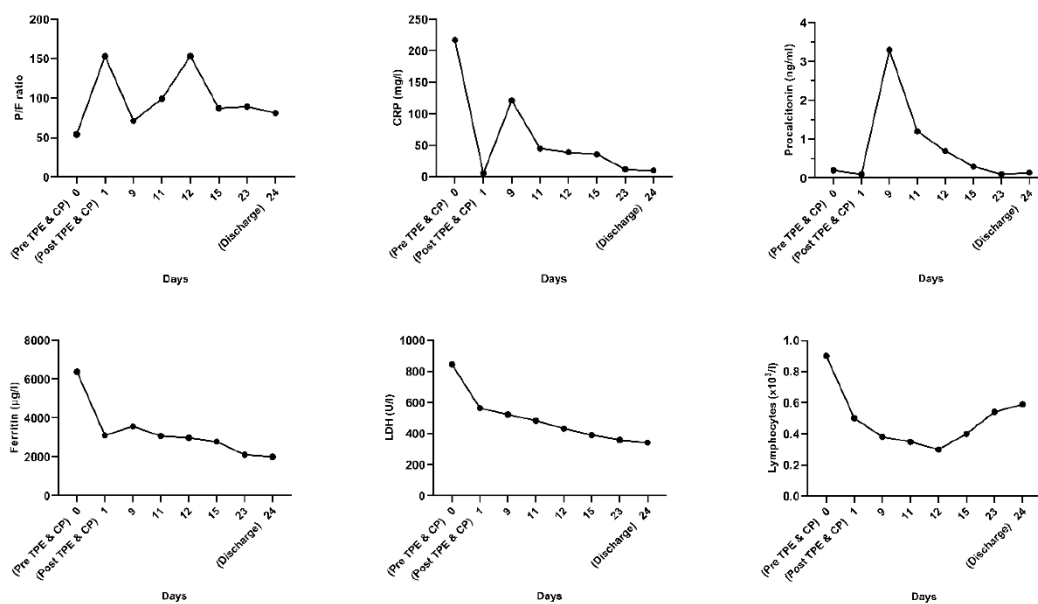 200
150
100
50
0
P/F ratio
(Pre TPE & CP) 0
(Post TPE & CP) 1
9
11
12
15
23
(Discharge) 24
Days
250
200
150
100
50
0
CRP (mg/l)
(Pre TPE & CP) 0
(Post TPE & CP) 1
9
11
12
15
23
(Discharge) 24
Days
4
3
2
1
0
Procalcitonin (ng/ml)
(Pre TPE & CP) 0
(Post TPE & CP) 1
9
11
12
15
23
(Discharge) 24
Days
8000
6000
4000
2000
0
Ferritin (µg/l)
(Pre TPE & CP) 0
(Post TPE & CP) 1
9
11
12
15
23
(Discharge) 24
Days
1000
800
600
400
200
0
LDH (U/l)
(Pre TPE & CP) 0
(Post TPE & CP) 1
9
11
12
15
23
(Discharge) 24
Days
1.0
0.8
0.6
0.4
0.2
0.0
Lymphocytes (x10³/l)
(Pre TPE & CP) 0
(Post TPE & CP) 1
9
11
12
15
23
(Discharge) 24
Days